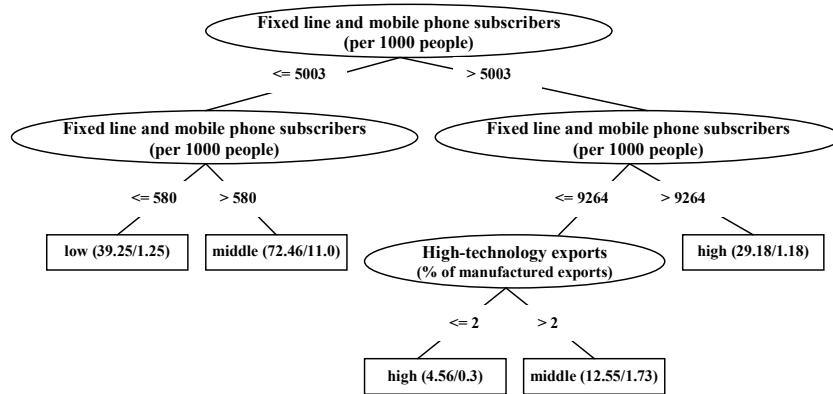 Fixed line and mobile phone subscribers
(per 1000 people)
<= 5003
> 5003
Fixed line and mobile phone subscribers
(per 1000 people)
Fixed line and mobile phone subscribers
(per 1000 people)
<= 580
> 580
<= 9264
> 9264
low (39.25/1.25)
middle (72.46/11.0)
High-technology exports
(% of manufactured exports)
high (29.18/1.18)
<= 2
> 2
high (4.56/0.3)
middle (12.55/1.73)